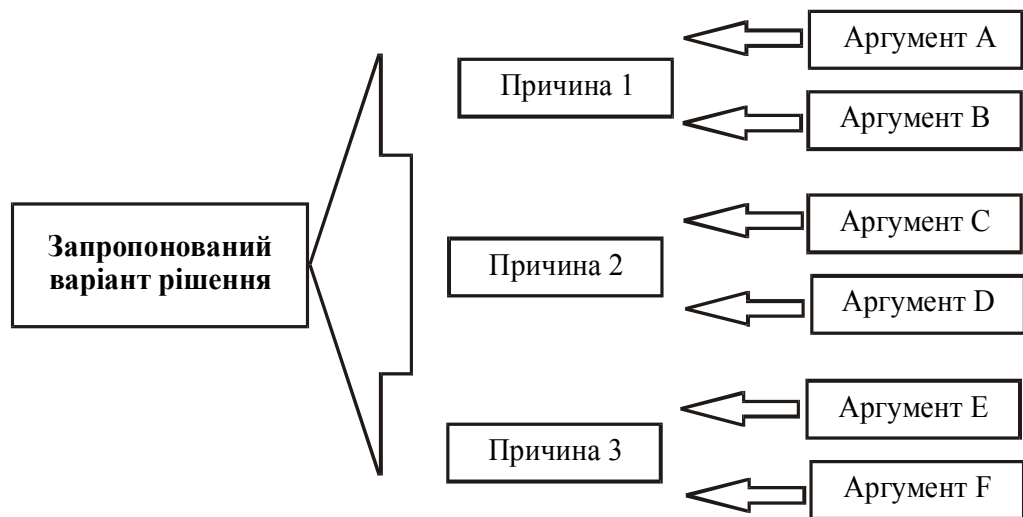 Запропонований
варіант рішення
Причина 1
Аргумент A
Аргумент B
Причина 2
Аргумент C
Аргумент D
Причина 3
Аргумент E
Аргумент F